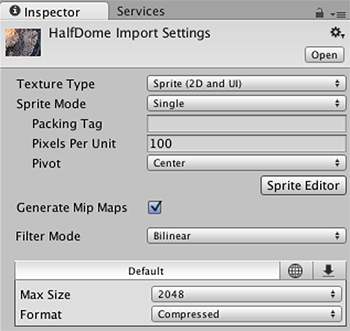 Inspector Services
HalfDome Import Settings
Open
Texture Type Sprite (2D and UI)
Sprite Mode Single
Packing Tag
Pixels Per Unit 100
Pivot Center
Sprite Editor
Generate Mip Maps
Filter Mode Bilinear
Default
Max Size 2048
Format Compressed